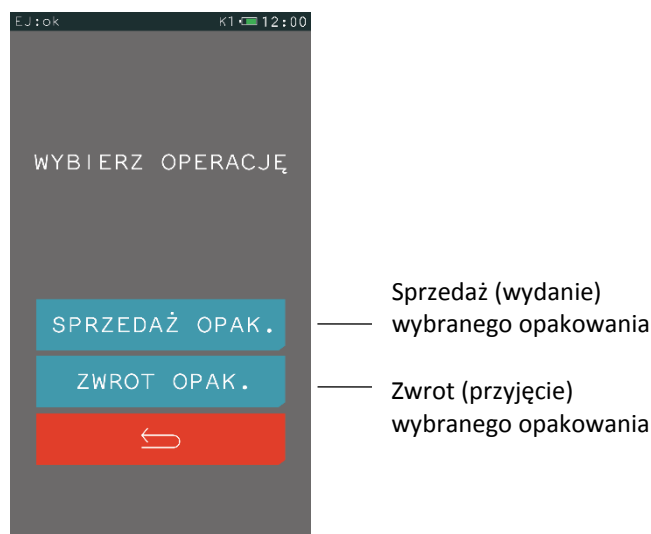 EJ:ok K1 12:00
WYBIERZ OPERACJĘ
SPRZEDAŻ OPAK.
Sprzedaż (wydanie)
wybranego opakowania
ZWROT OPAK.
Zwrot (przyjęcie)
wybranego opakowania